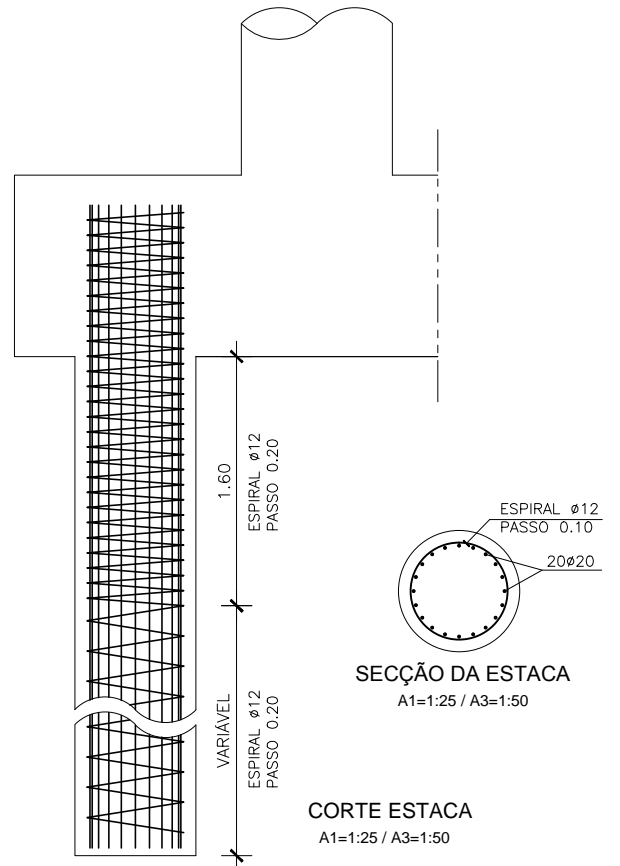 1.60
ESPIRAL ø12
PASSO 0.20
VARIÁVEL
ESPIRAL ø12
PASSO 0.20
ESPIRAL ø12
PASSO 0.10
20ø20
SECÇÃO DA ESTACA
A1=1:25 / A3=1:50
CORTE ESTACA
A1=1:25 / A3=1:50